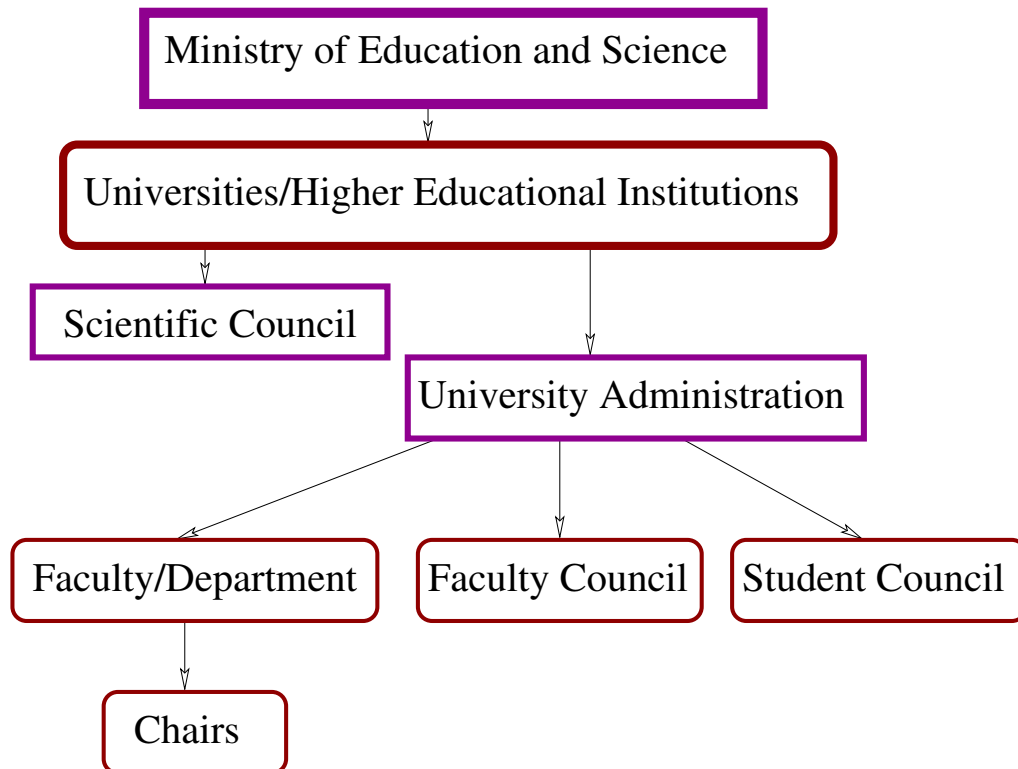 Ministry of Education and Science
Universities/Higher Educational Institutions
Scientific Council
University Administration
Faculty/Department
Faculty Council
Student Council
Chairs